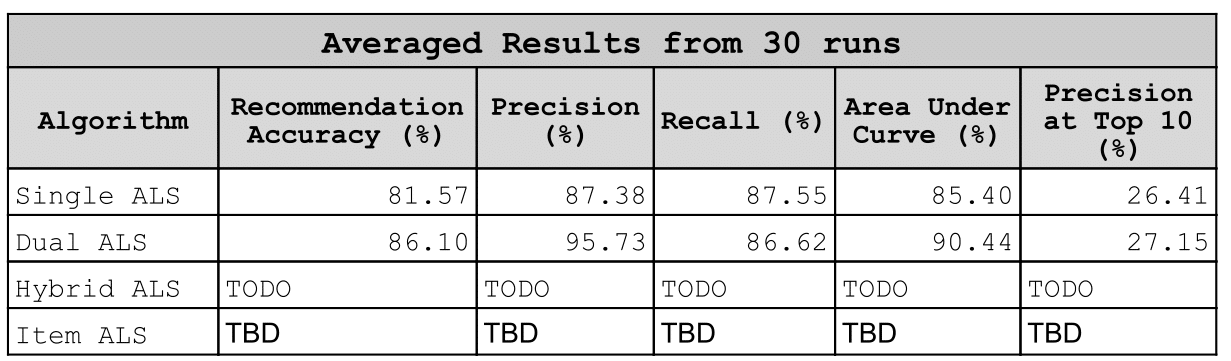 Averaged Results from 30 runs
Algorithm Recommendation Accuracy (%) Precision (%) Recall (%) Area Under Curve (%) Precision at Top 10 (%)
Single ALS 81.57 87.38 87.55 85.40 26.41
Dual ALS 86.10 95.73 86.62 90.44 27.15
Hybrid ALS TODO TODO TODO TODO TODO
Item ALS TBD TBD TBD TBD TBD